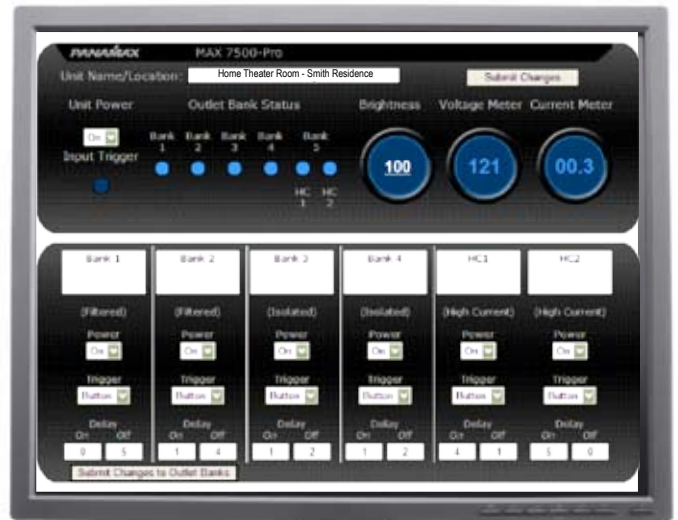 PANAMAX MAX 7500-Pro
Unit Name/Location: Home Theater Room - Smith Residence Submit Changes
Unit Power Outlet Bank Status Brightness Voltage Meter Current Meter
On Bank 1 Bank 2 Bank 3 Bank 4 Bank 5
Input Trigger
100 121 00.3
HC 1 HC 2
Bank 1 Bank 2 Bank 3 Bank 4 HC1 HC2
(Filtered) (Filtered) (Isolated) (Isolated) (High Current) (High Current)
Power Power Power Power Power Power
On On On On On On
Trigger Trigger Trigger Trigger Trigger Trigger
Button Button Button Button Button Button
Delay Delay Delay Delay Delay Delay
On Off On Off On Off On Off On Off On Off
0 5 1 4 1 2 1 2 4 1 5 0
Submit Changes to Outlet Banks